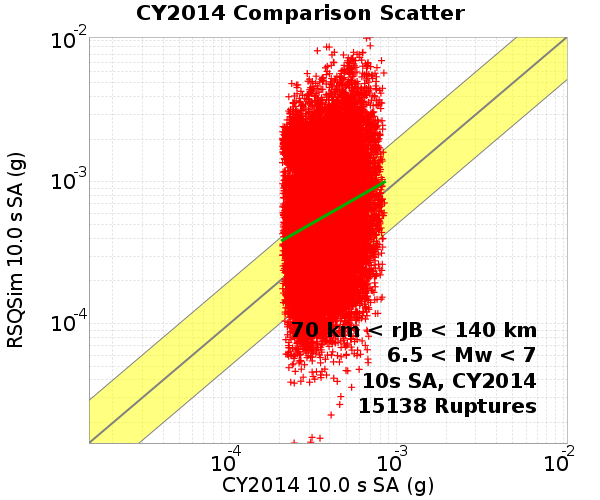 CY2014 Comparison Scatter
RSQSim 10.0 s SA (g)
10-2
10-3
10-4
70 km < rJB < 140 km
6.5 < Mw < 7
10s SA, CY2014
15138 Ruptures
10-4 10-3 10-2
CY2014 10.0 s SA (g)